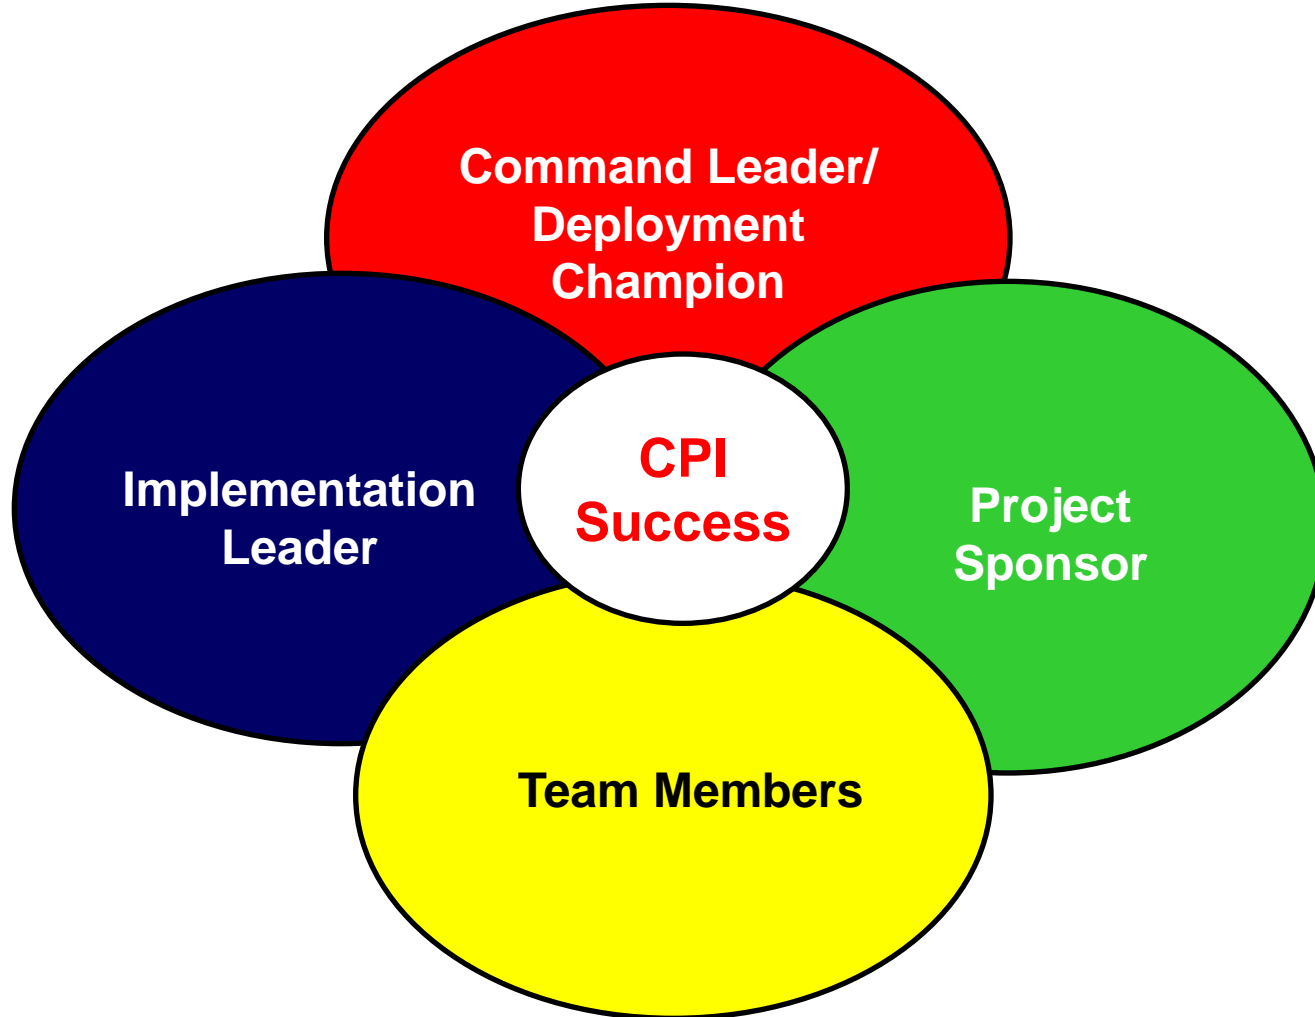 Command Leader/
Deployment
Champion
Implementation
Leader
CPI
Success
Project
Sponsor
Team Members